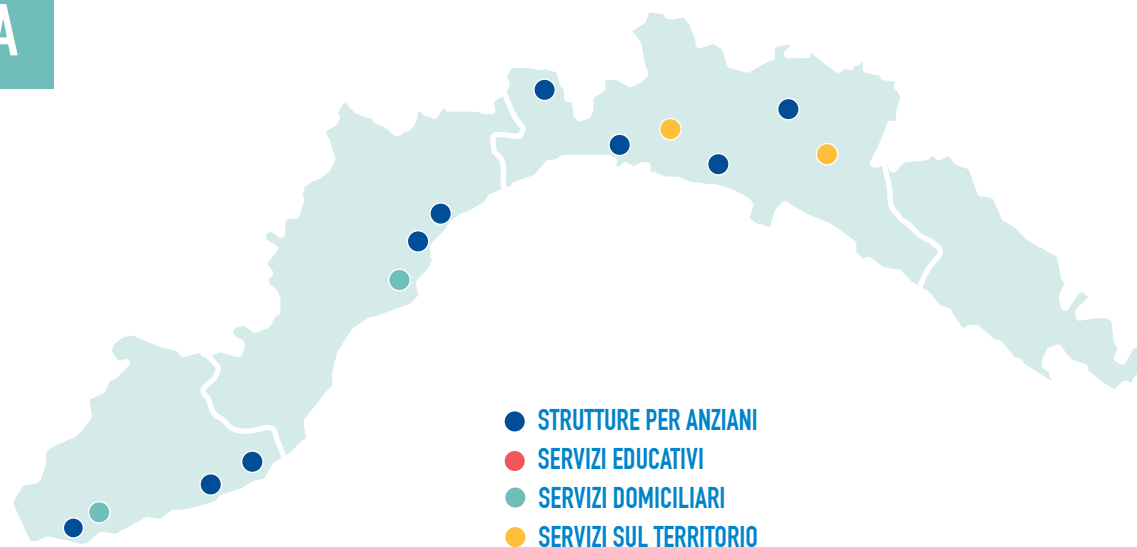 A
STRUTTURE PER ANZIANI
SERVIZI EDUCATIVI
SERVIZI DOMICILIARI
SERVIZI SUL TERRITORIO